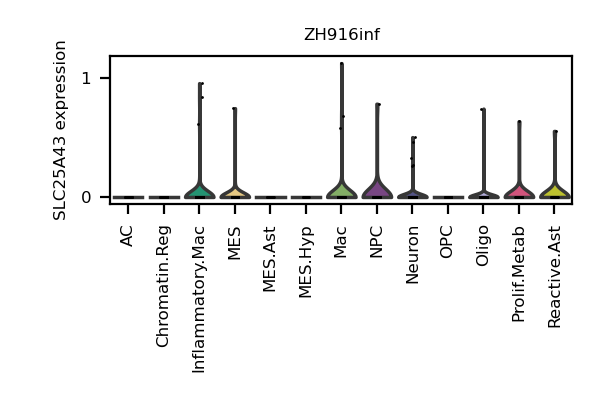 ZH916inf
SLC25A43 expression
1
0
AC
Chromatin.Reg
Inflammatory.Mac
MES
MES.Ast
MES.Hyp
Mac
NPC
Neuron
OPC
Oligo
Prolif.Metab
Reactive.Ast